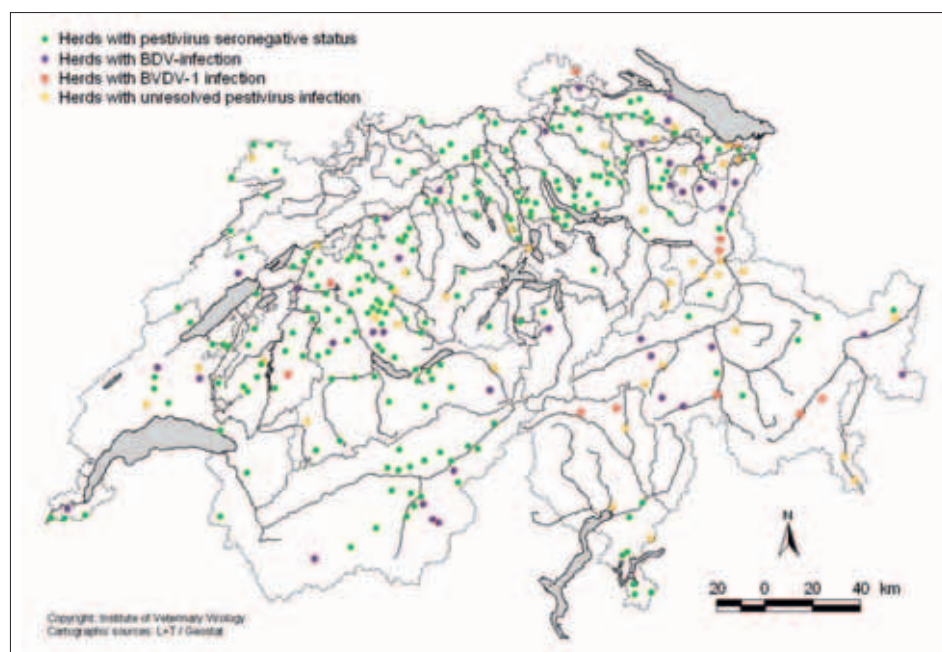 Herds with pestivirus seronegative status
Herds with BDV-infection
Herds with BVDV-1 infection
Herds with unresolved pestivirus infection
N
20 0 20 40 km
Copyright: Institute of Veterinary Virology
Cartographic sources: L+T / Geostat